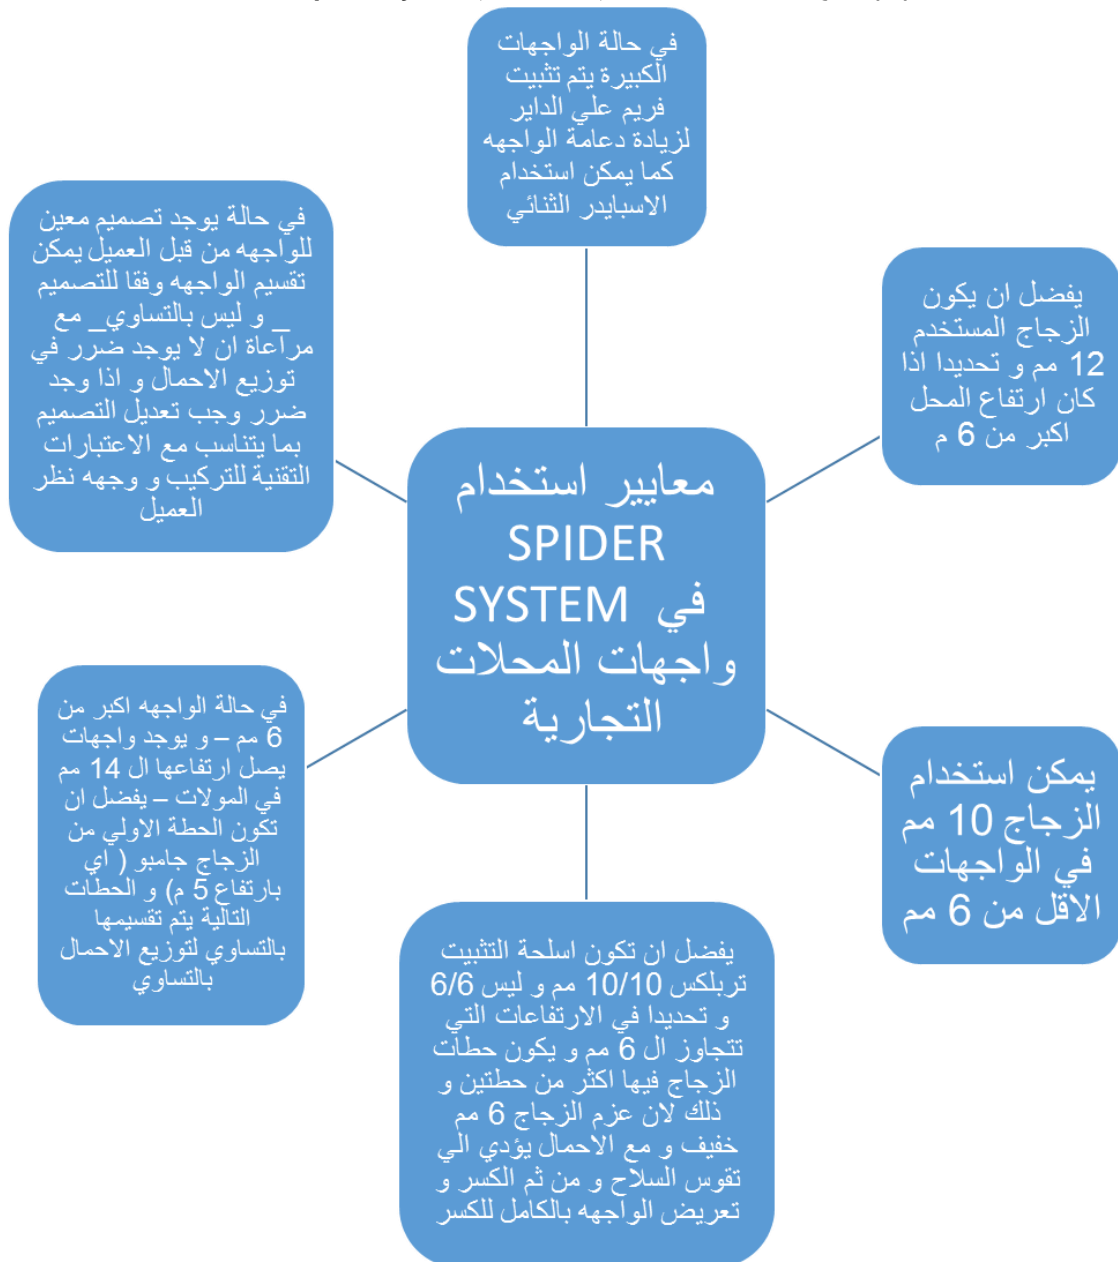 في حالة الواجهات
الكبيرة يتم تثبيت
فريم علي الداير
لزيادة دعامة الواجهه
كما يمكن استخدام
الاسبايدر الثنائي
يفضل ان يكون
الزجاج المستخدم
12 مم و تحديدا اذا
كان ارتفاع المحل
اكبر من 6 م
يمكن استخدام
الزجاج 10 مم
في الواجهات
الاقل من 6 مم
يفضل ان تكون اسلحة التثبيت
تربلكس 10/10 مم و ليس 6/6
و تحديدا في الارتفاعات التي
تتجاوز ال 6 مم و يكون حطات
الزجاج فيها اكثر من حطتين و
ذلك لان عزم الزجاج 6 مم
خفيف و مع الاحمال يؤدي الي
تقوس السلاح و من ثم الكسر و
تعريض الواجهه بالكامل للكسر
في حالة الواجهه اكبر من
6 مم – و يوجد واجهات
يصل ارتفاعها ال 14 مم
في المولات – يفضل ان
تكون الحطة الاولي من
الزجاج جامبو ( اي
بارتفاع 5 م) و الحطات
التالية يتم تقسيمها
بالتساوي لتوزيع الاحمال
بالتساوي
في حالة يوجد تصميم معين
للواجهه من قبل العميل يمكن
تقسيم الواجهه وفقا للتصميم
_ و ليس بالتساوي_ مع
مراعاة ان لا يوجد ضرر في
توزيع الاحمال و اذا وجد
ضرر وجب تعديل التصميم
بما يتناسب مع الاعتبارات
التقنية للتركيب و وجهه نظر
العميل
معايير استخدام
SPIDER
SYSTEM في
واجهات المحلات
التجارية